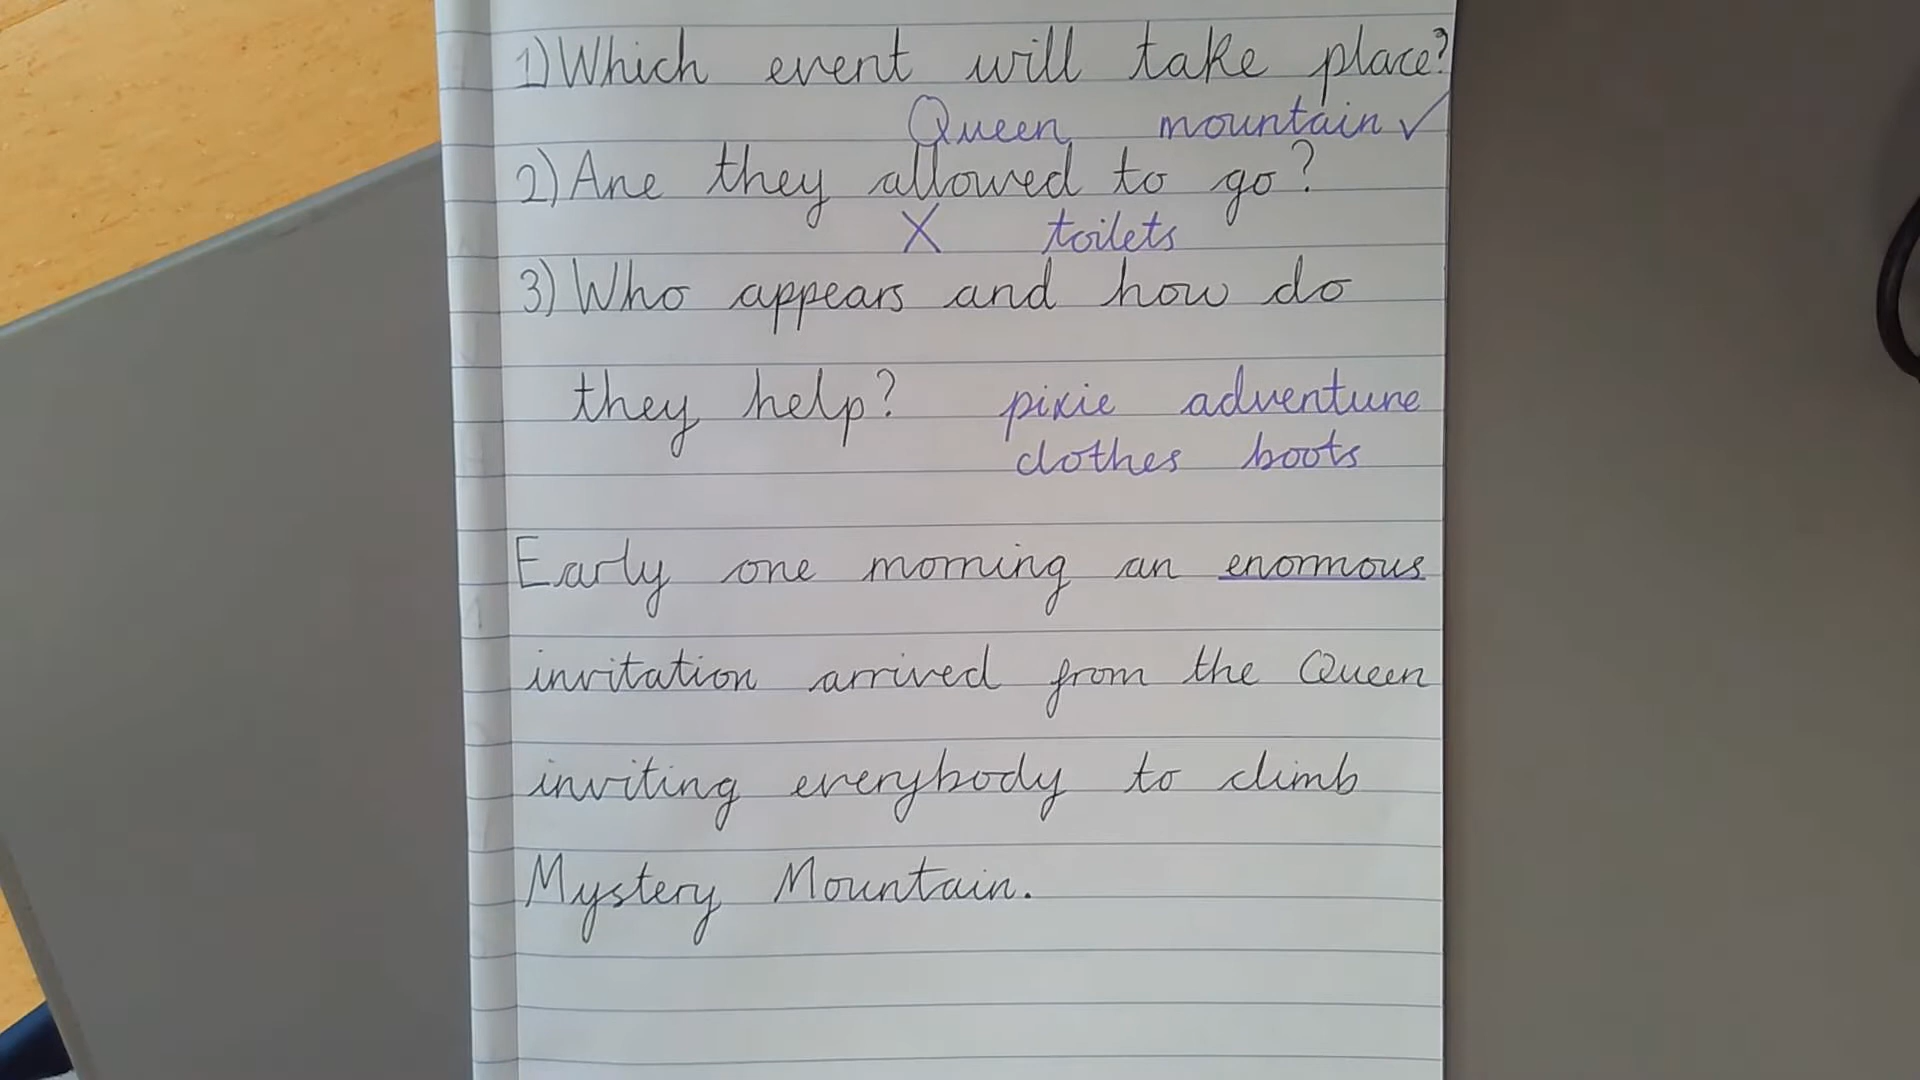 1) Which event will take place?
Queen mountain ✓
2) Are they allowed to go?
X toilets
3) Who appears and how do
they help? pixie adventure
clothes boots
Early one morning an enormous
invitation arrived from the Queen
inviting everybody to climb
Mystery Mountain.